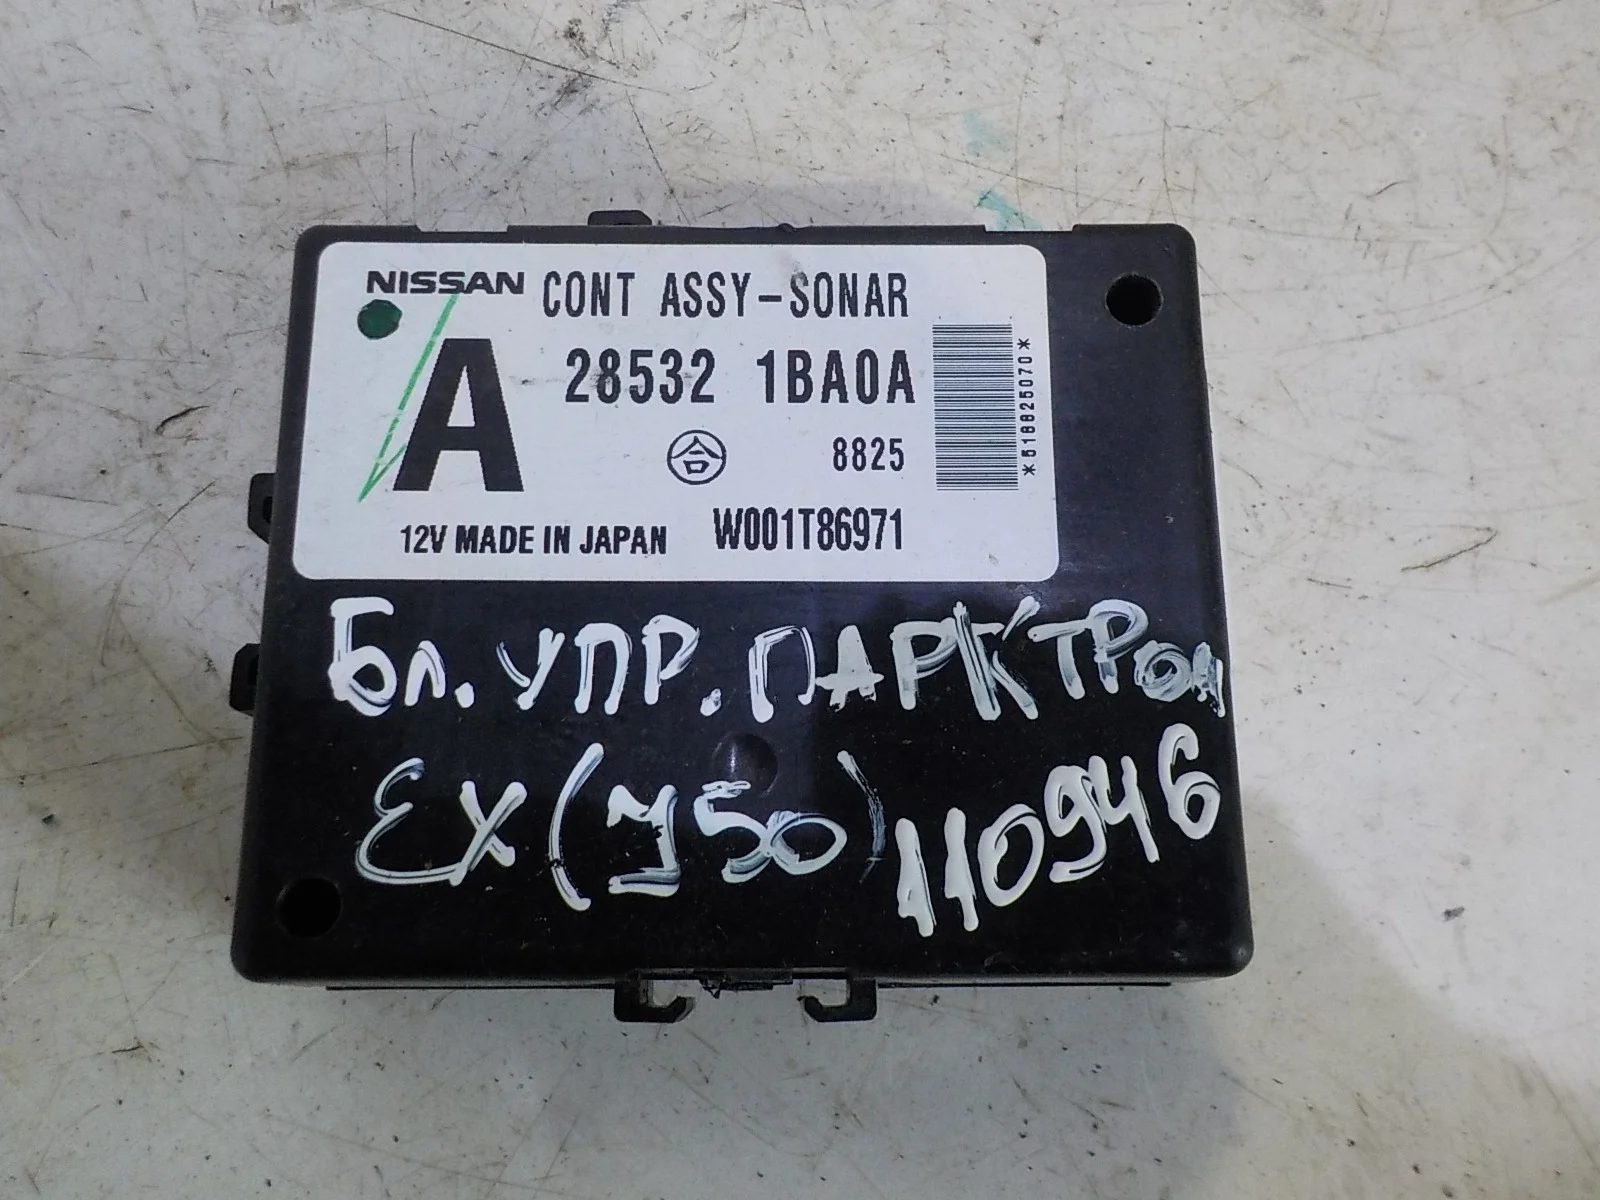 NISSAN CONT ASSY-SONAR
A
28532 1BA0A
合 8825
12V MADE IN JAPAN W001T86971
*518825070*
Бл. УПР. ПАРКТРОН
EX (J50) 110946